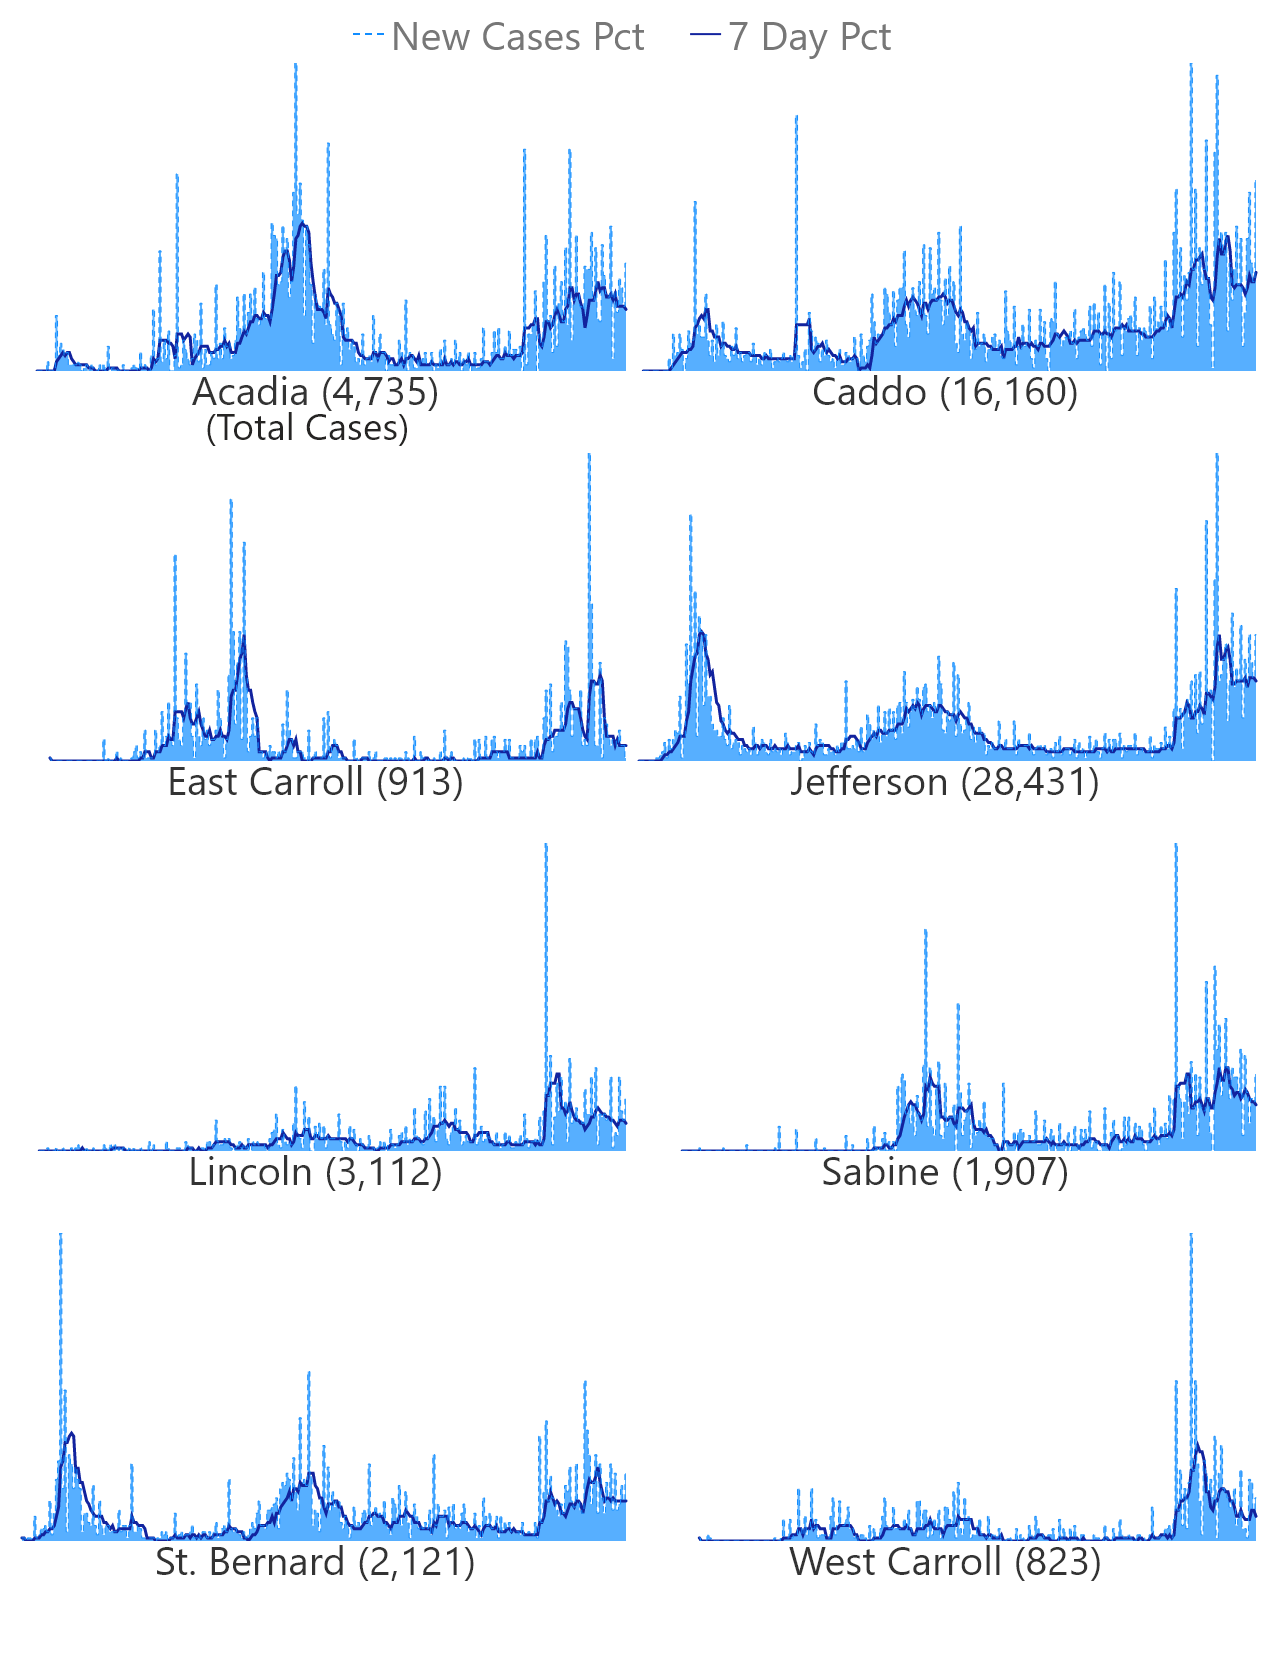 New Cases Pct 7 Day Pct
Acadia (4,735) Caddo (16,160)
(Total Cases)
East Carroll (913) Jefferson (28,431)
Lincoln (3,112) Sabine (1,907)
St. Bernard (2,121) West Carroll (823)